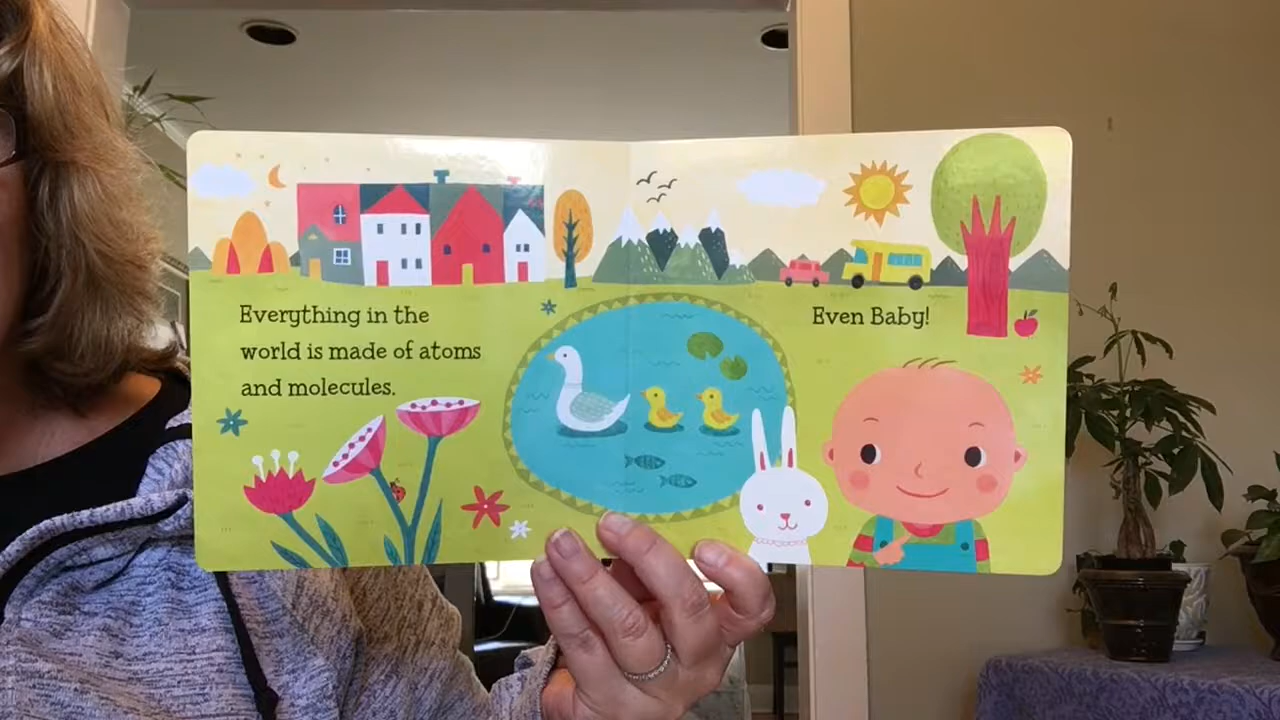 Everything in the
world is made of atoms
and molecules.
Even Baby!